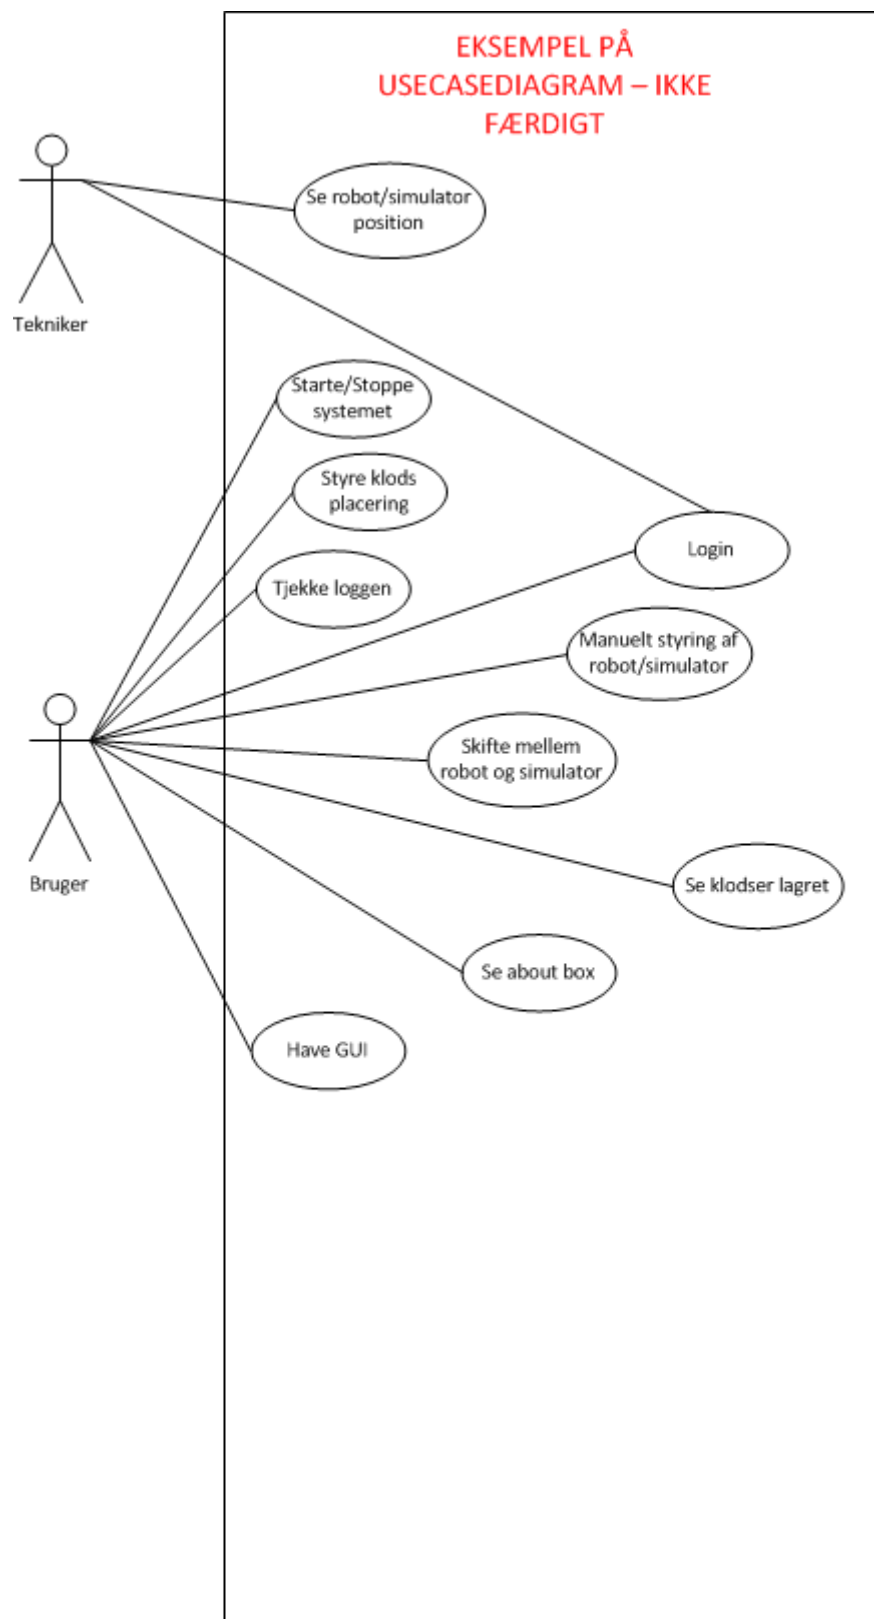 EKSEMPEL PÅ
USECASEDIAGRAM – IKKE
FÆRDIGT
Se robot/simulator
position
Tekniker
Starte/Stoppe
systemet
Styre klods
placering
Login
Tjekke loggen
Manuelt styring af
robot/simulator
Skifte mellem
robot og simulator
Bruger
Se klodser lagret
Se about box
Have GUI